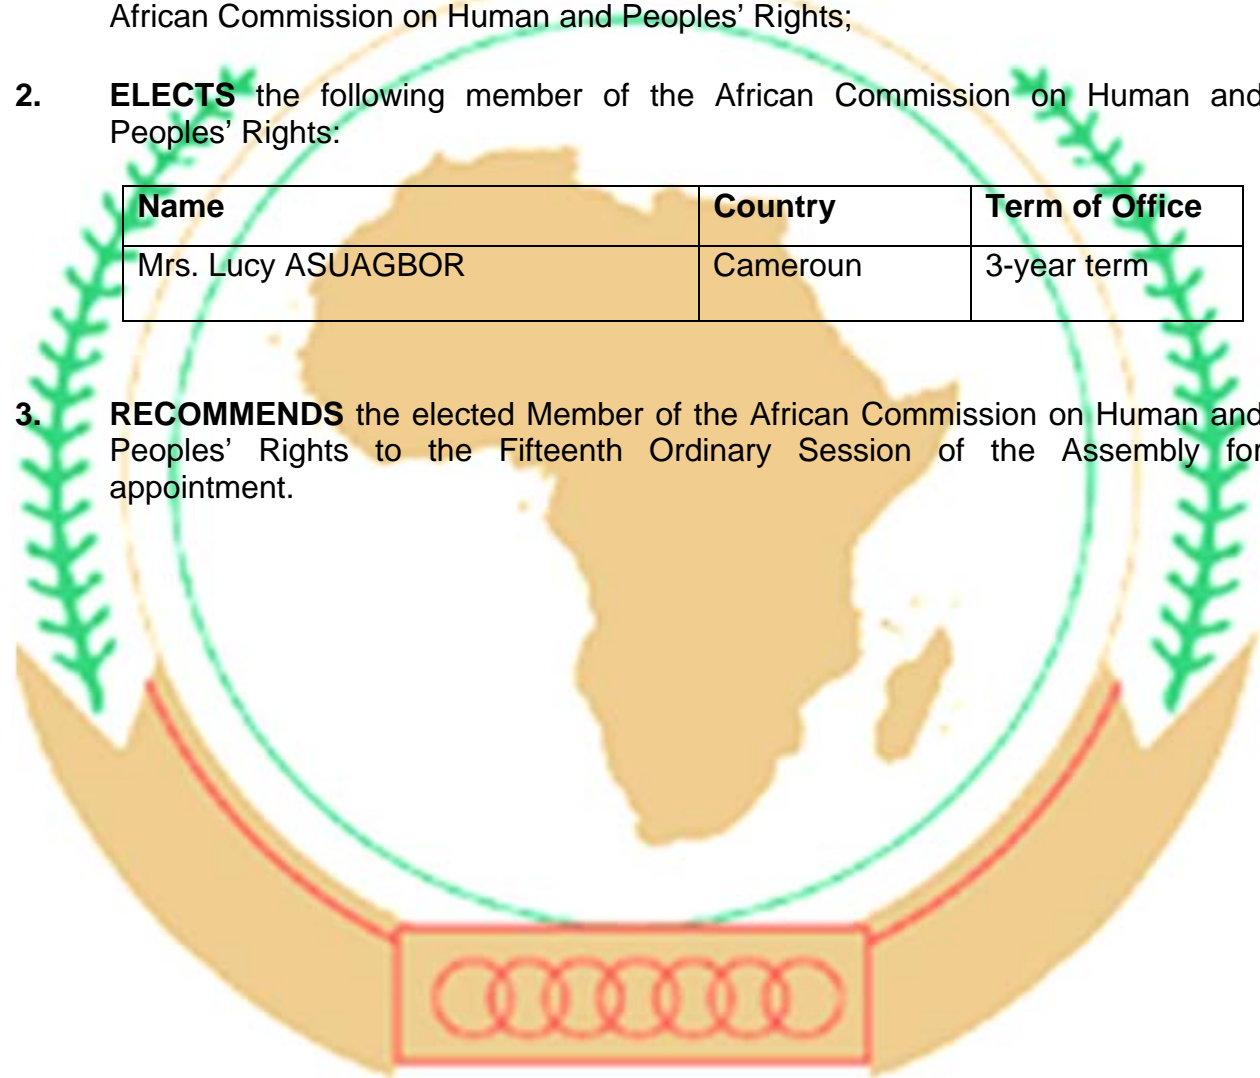 African Commission on Human and Peoples’ Rights;
2. ELECTS the following member of the African Commission on Human and
Peoples’ Rights:
Name Country Term of Office
Mrs. Lucy ASUAGBOR Cameroun 3-year term
3. RECOMMENDS the elected Member of the African Commission on Human and
Peoples’ Rights to the Fifteenth Ordinary Session of the Assembly for
appointment.